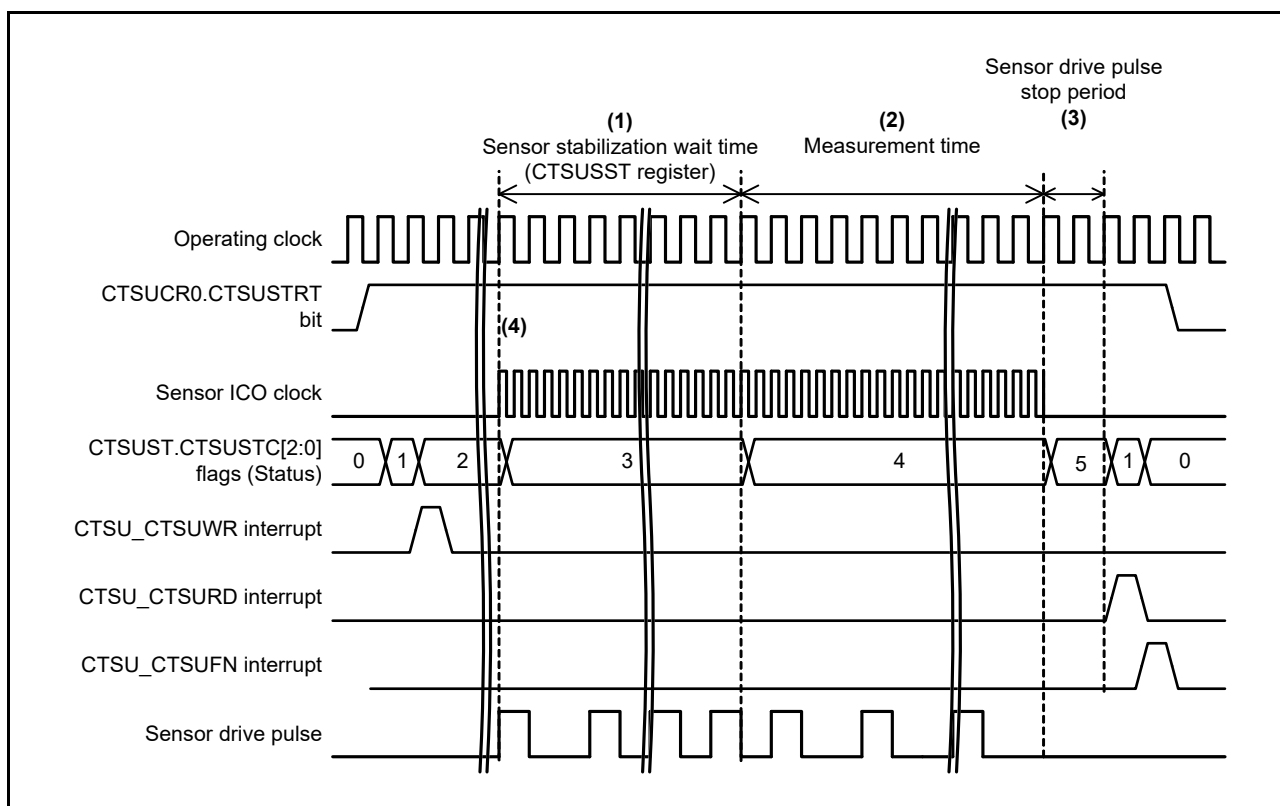 Sensor drive pulse
stop period
(3)
(1)
Sensor stabilization wait time
(CTSUSST register)
(2)
Measurement time
Operating clock
CTSUCR0.CTSUSTRT
bit
(4)
Sensor ICO clock
CTSUST.CTSUSTC[2:0]
flags (Status)
0 1 2 3 4 5 1 0
CTSU_CTSUWR interrupt
CTSU_CTSURD interrupt
CTSU_CTSUFN interrupt
Sensor drive pulse